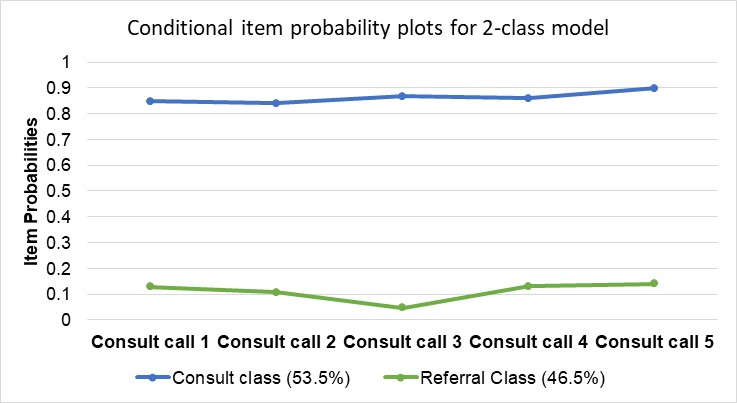 Conditional item probability plots for 2-class model
1
0.9
0.8
0.7
0.6
0.5
0.4
0.3
0.2
0.1
0
Item Probabilities
Consult call 1 Consult call 2 Consult call 3 Consult call 4 Consult call 5
Consult class (53.5%) Referral Class (46.5%)